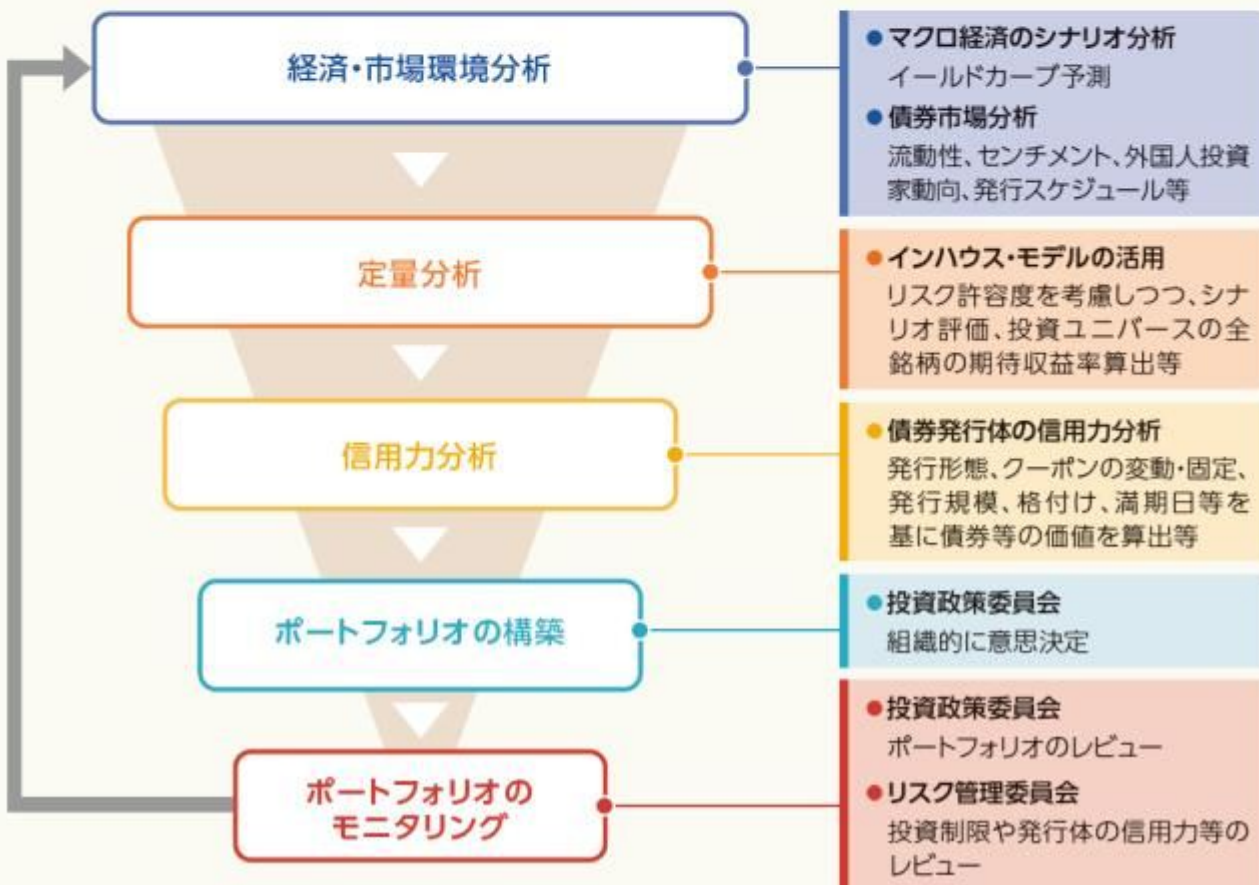 経済・市場環境分析
●マクロ経済のシナリオ分析
イールドカーブ予測
●債券市場分析
流動性、センチメント、外国人投資
家動向、発行スケジュール等
定量分析
●インハウス・モデルの活用
リスク許容度を考慮しつつ、シナ
リオ評価、投資ユニバースの全
銘柄の期待収益率算出等
信用力分析
●債券発行体の信用力分析
発行形態、クーポンの変動・固定、
発行規模、格付け、満期日等を
基に債券等の価値を算出等
ポートフォリオの構築
●投資政策委員会
組織的に意思決定
ポートフォリオの
モニタリング
●投資政策委員会
ポートフォリオのレビュー
●リスク管理委員会
投資制限や発行体の信用力等の
レビュー